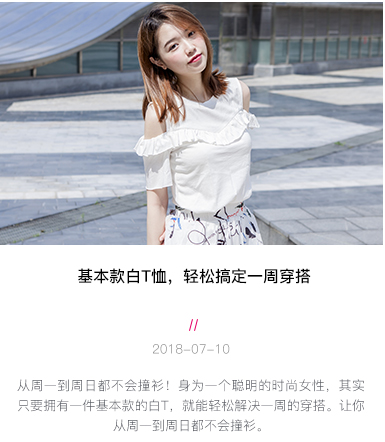 基本款白T恤，轻松搞定一周穿搭
//
2018-07-10
从周一到周日都不会撞衫！身为一个聪明的时尚女性，其实
只要拥有一件基本款的白T，就能轻松解决一周的穿搭。让你
从周一到周日都不会撞衫。